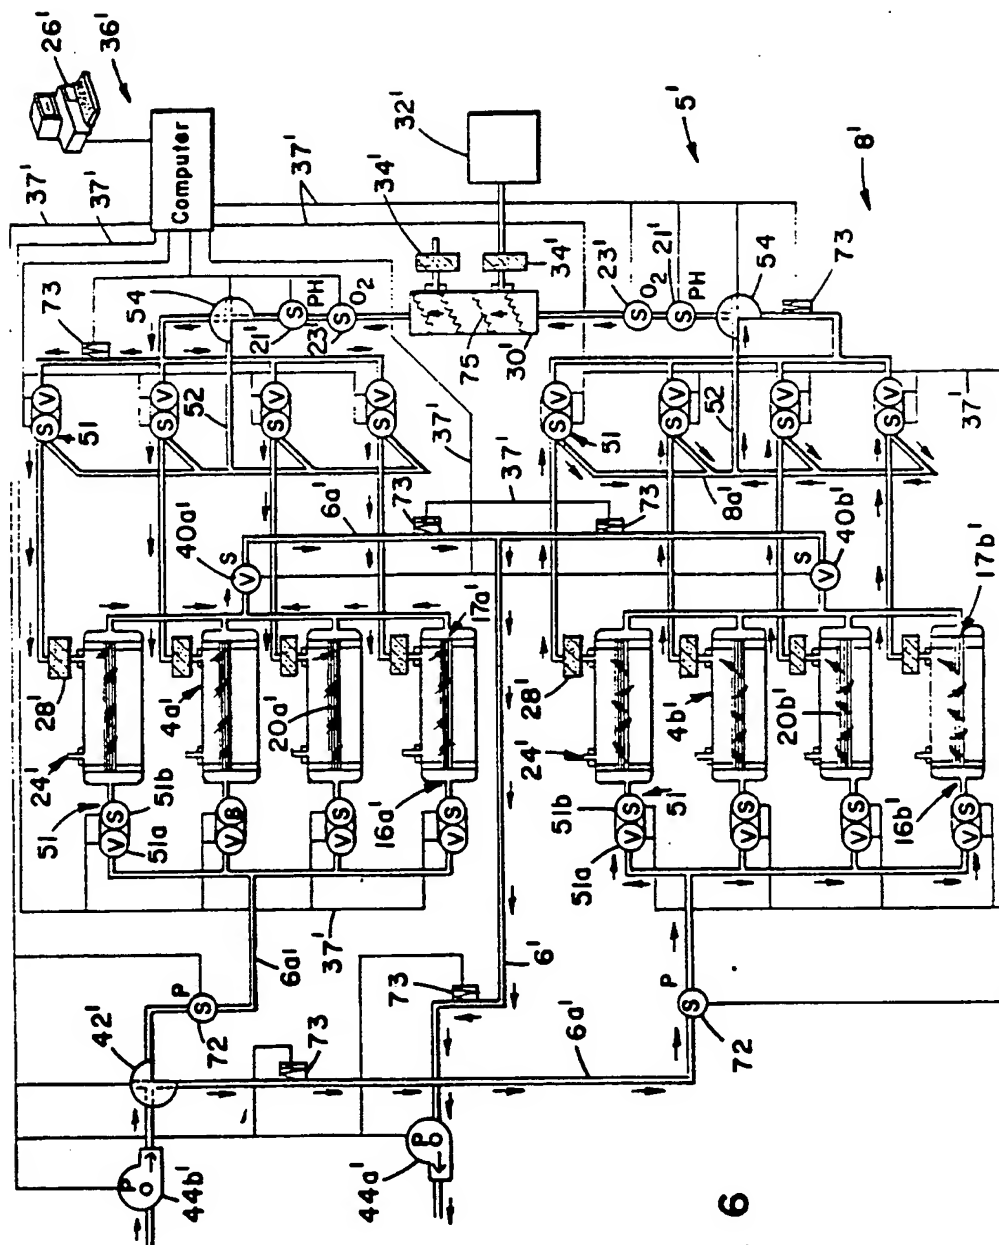 26'
36'
Computer
37'
37'
37'
32'
34'
34'
5'
8'
73
54
S
PH
21'
S
O2
23'
75
30'
23'
S
O2
21'
S
PH
54
73
S V
51
S V
S V
S V
52
37'
S V
51
S V
S V
S V
52
8a'
37'
73
6a'
37'
73
40a'
V
S
40b'
V
S
28'
24'
4a'
20a'
17a'
16a'
28'
24'
4b'
20b'
17b'
16b'
51
V S
51b
51a
V B
V S
V S
51b
V S
51
51a
V S
V S
V S
37'
6a'
6'
P
S
72
73
42'
73
6a'
P
S
72
P
O
44b'
P
O
44a'
6